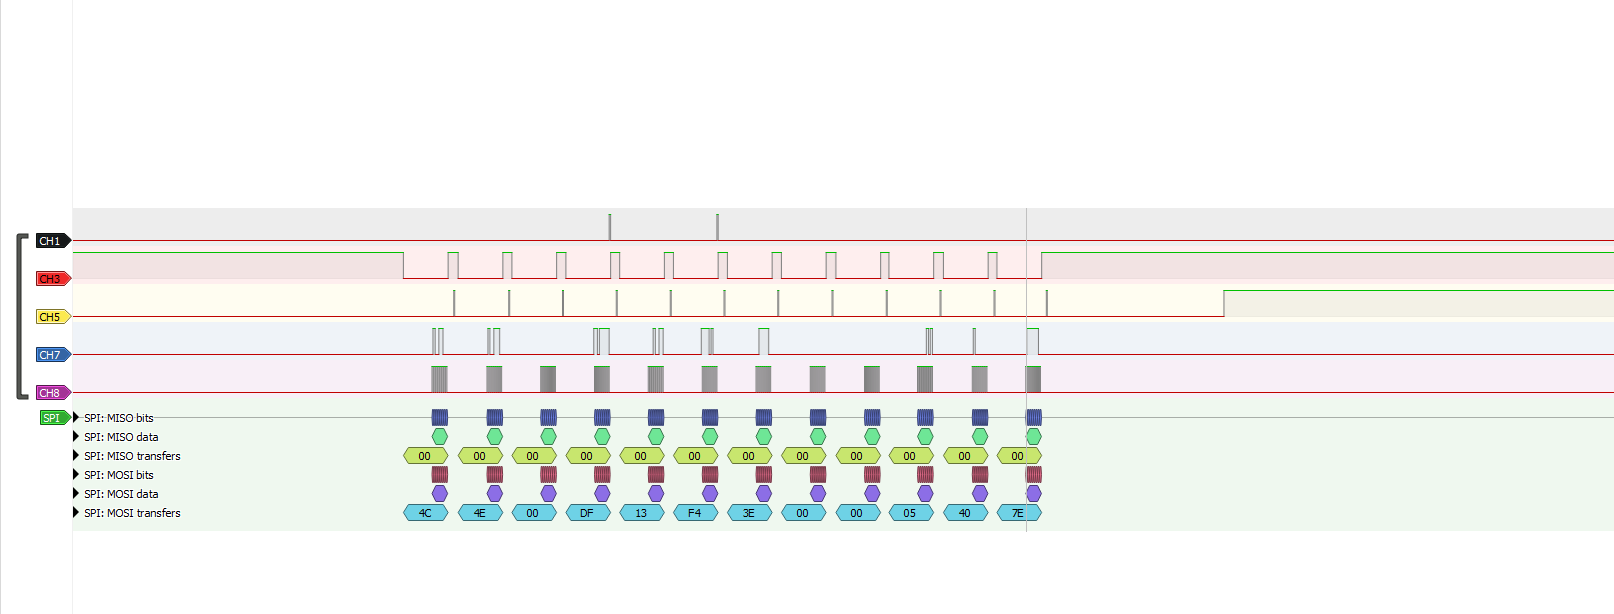 CH1
CH3
CH5
CH7
CH8
SPI SPI: MISO bits
SPI: MISO data
SPI: MISO transfers 00 00 00 00 00 00 00 00 00 00 00 00
SPI: MOSI bits
SPI: MOSI data
SPI: MOSI transfers 4C 4E 00 DF 13 F4 3E 00 00 05 40 7E